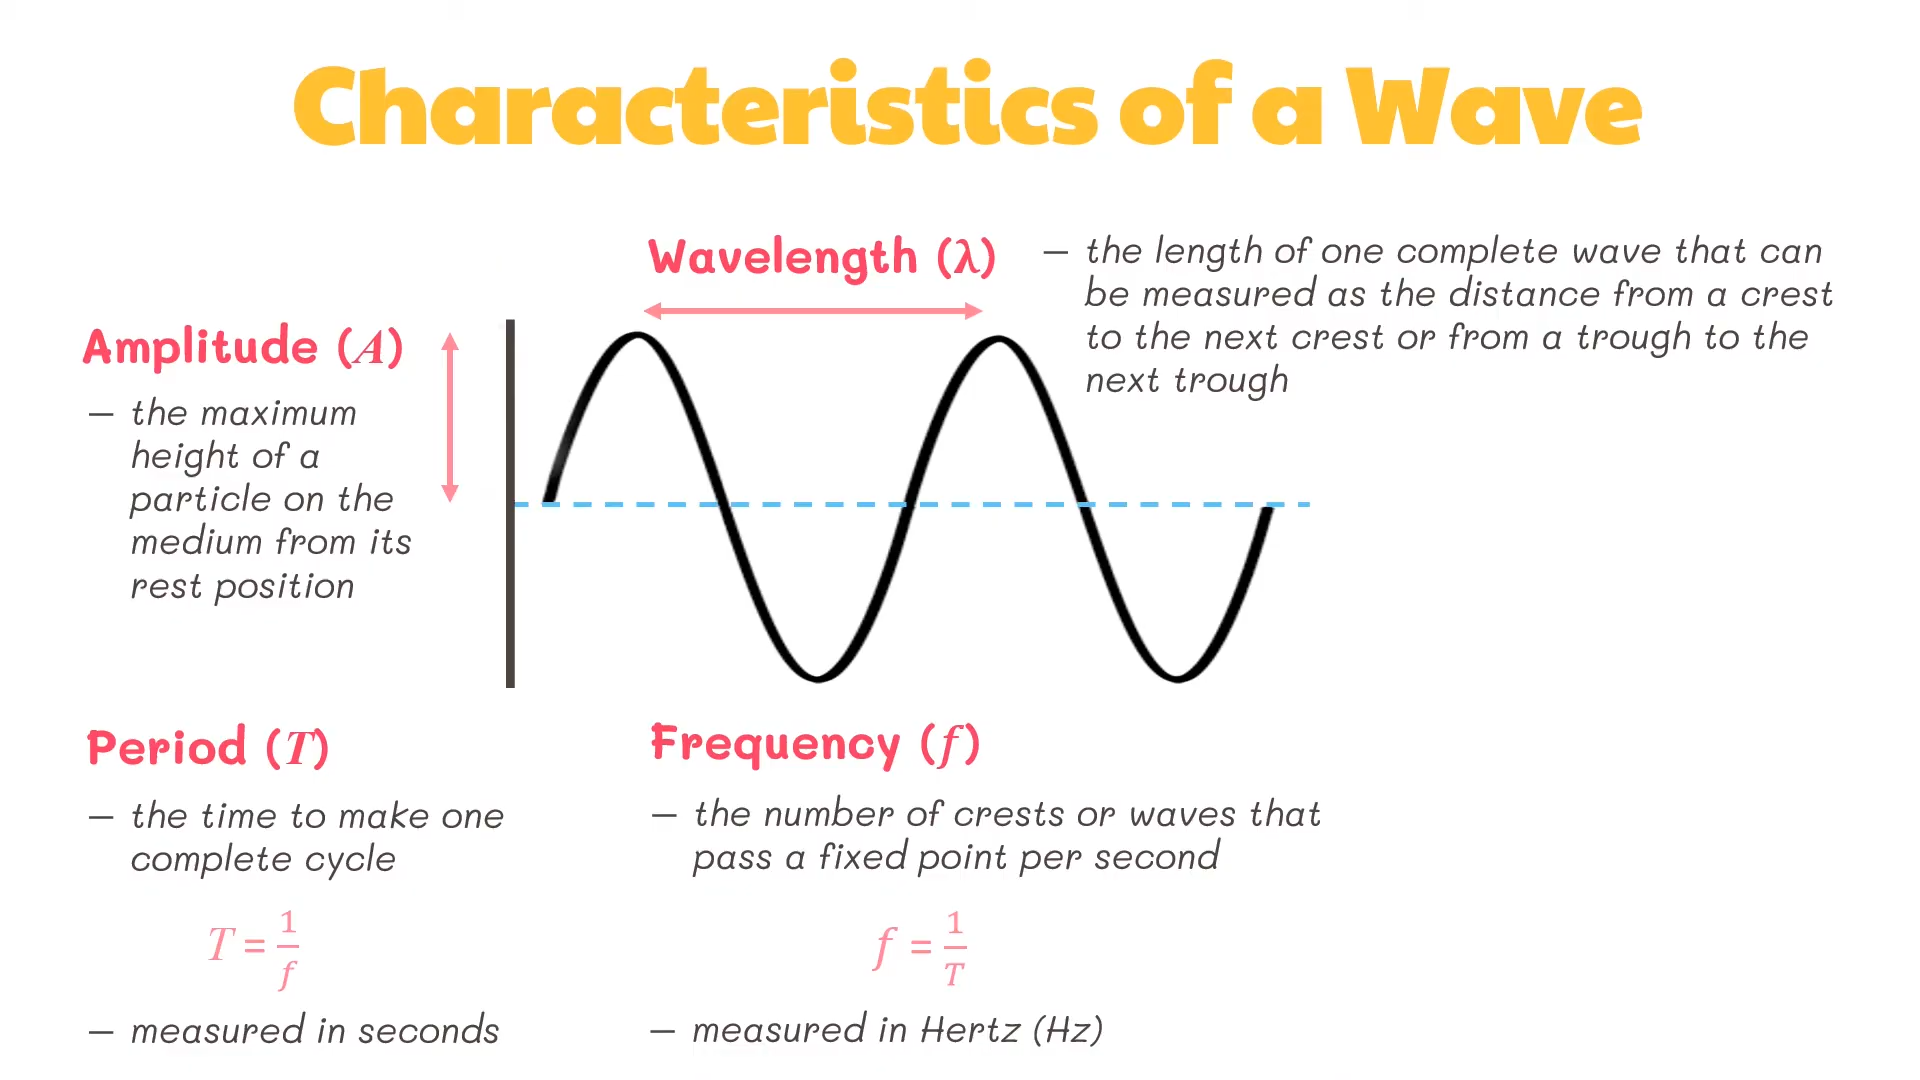 Characteristics of a Wave
Wavelength (λ)
– the length of one complete wave that can
be measured as the distance from a crest
to the next crest or from a trough to the
next trough
Amplitude (A)
– the maximum
height of a
particle on the
medium from its
rest position
Period (T)
– the time to make one
complete cycle
T = 1/f
– measured in seconds
Frequency (f)
– the number of crests or waves that
pass a fixed point per second
f = 1/T
– measured in Hertz (Hz)